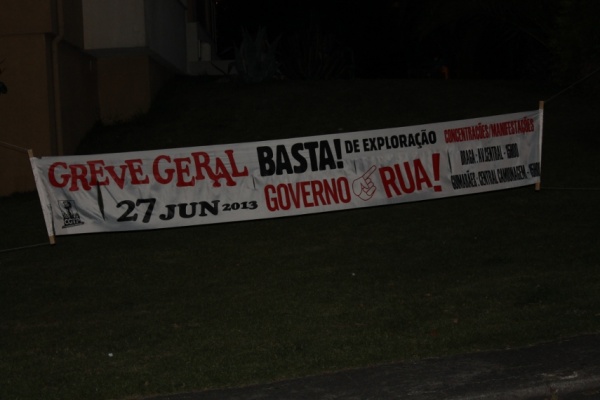 GREVE GERAL
27 JUN 2013
BASTA! DE EXPLORAÇÃO
GOVERNO RUA!
CONCENTRAÇÕES/MANIFESTAÇÕES
BRAGA - AV. CENTRAL - 15H00
GUIMARÃES - CENTRAL CAMIONAGEM - 15H00